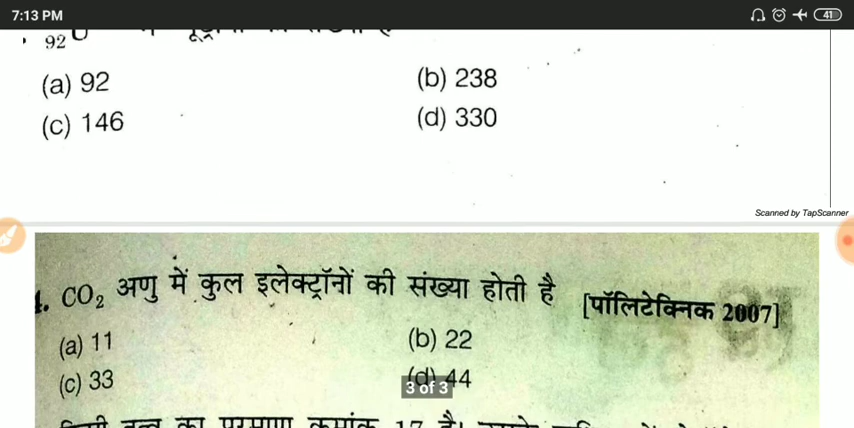 7:13 PM 41
92 U
(a) 92 (b) 238
(c) 146 (d) 330
Scanned by TapScanner
CO2 अणु में कुल इलेक्ट्रॉनों की संख्या होती है [पॉलिटेक्निक 2007]
(a) 11 (b) 22
(c) 33 (d) 44
3 of 3